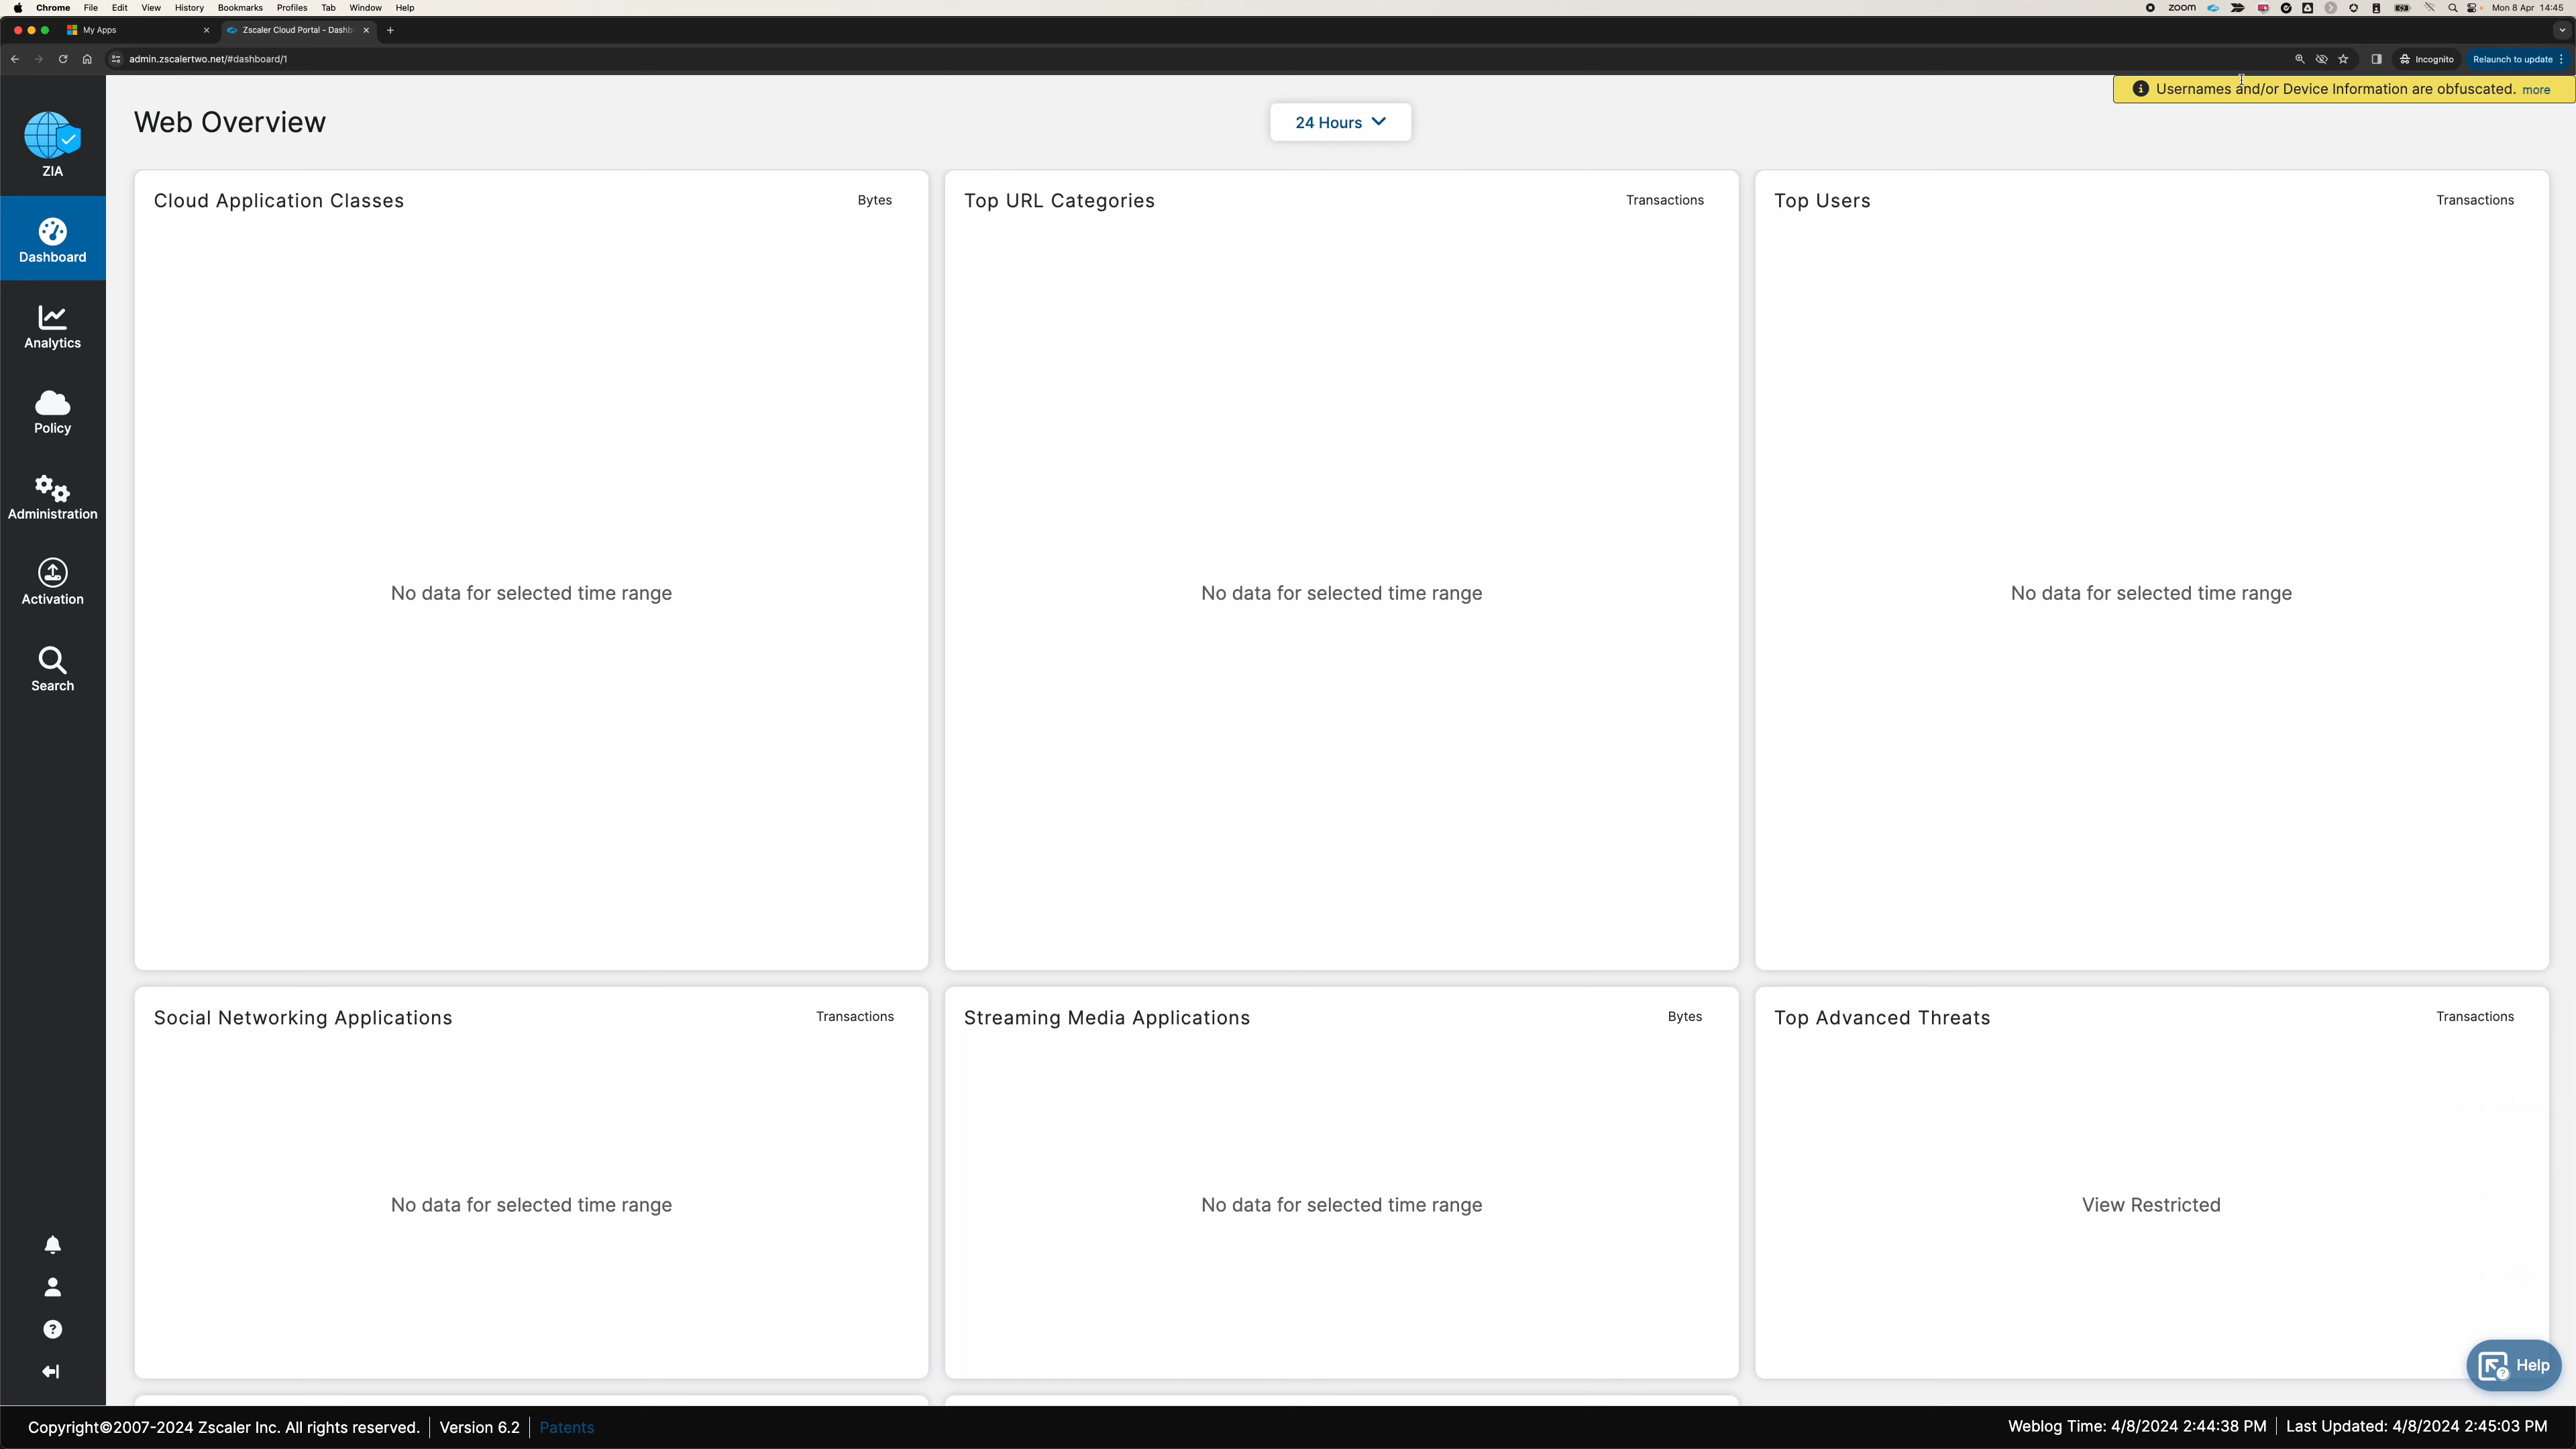 Chrome File Edit View History Bookmarks Profiles Tab Window Help
zoom Mon 8 Apr 14:45
My Apps
Zscaler Cloud Portal - Dashb
admin.zscalertwo.net/#dashboard/1
Incognito
Relaunch to update
Usernames and/or Device Information are obfuscated. more
Web Overview
24 Hours
ZIA
Dashboard
Analytics
Policy
Administration
Activation
Search
Cloud Application Classes
Bytes
No data for selected time range
Top URL Categories
Transactions
No data for selected time range
Top Users
Transactions
No data for selected time range
Social Networking Applications
Transactions
No data for selected time range
Streaming Media Applications
Bytes
No data for selected time range
Top Advanced Threats
Transactions
View Restricted
Help
Copyright©2007-2024 Zscaler Inc. All rights reserved. Version 6.2 Patents
Weblog Time: 4/8/2024 2:44:38 PM Last Updated: 4/8/2024 2:45:03 PM